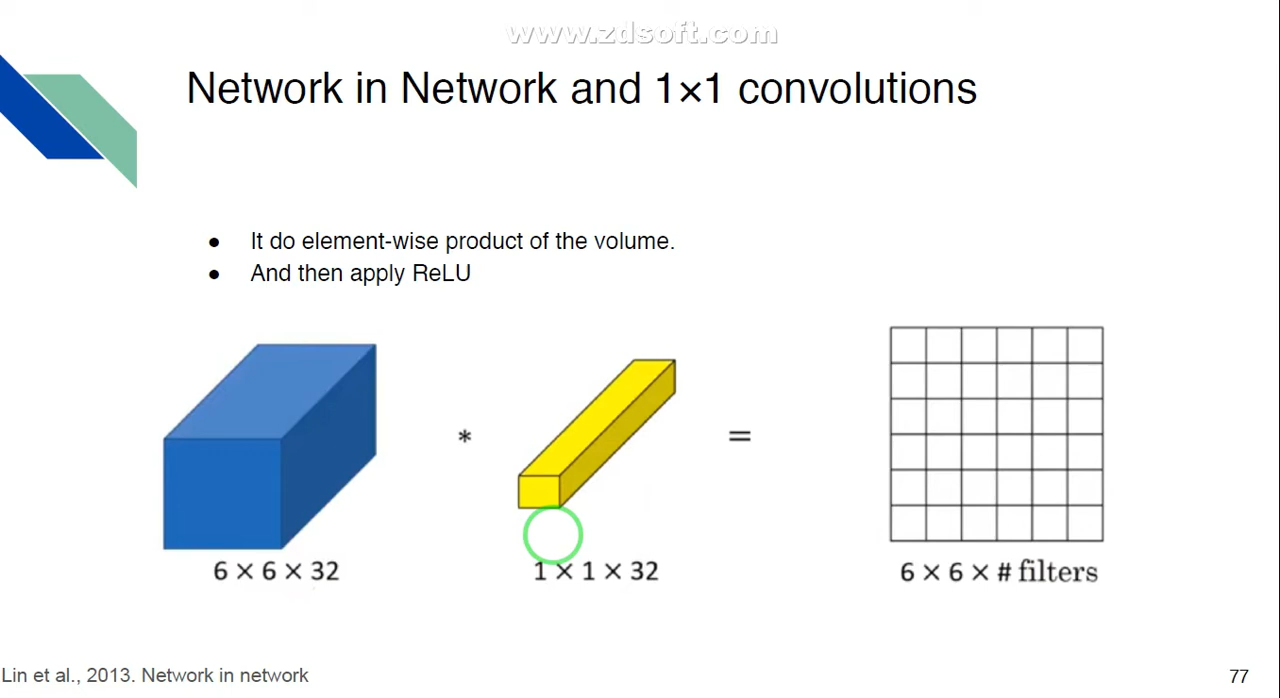 www.zdsoft.com
Network in Network and 1×1 convolutions
● It do element-wise product of the volume.
● And then apply ReLU
* =
6 × 6 × 32 1 × 1 × 32 6 × 6 × # filters
Lin et al., 2013. Network in network 77